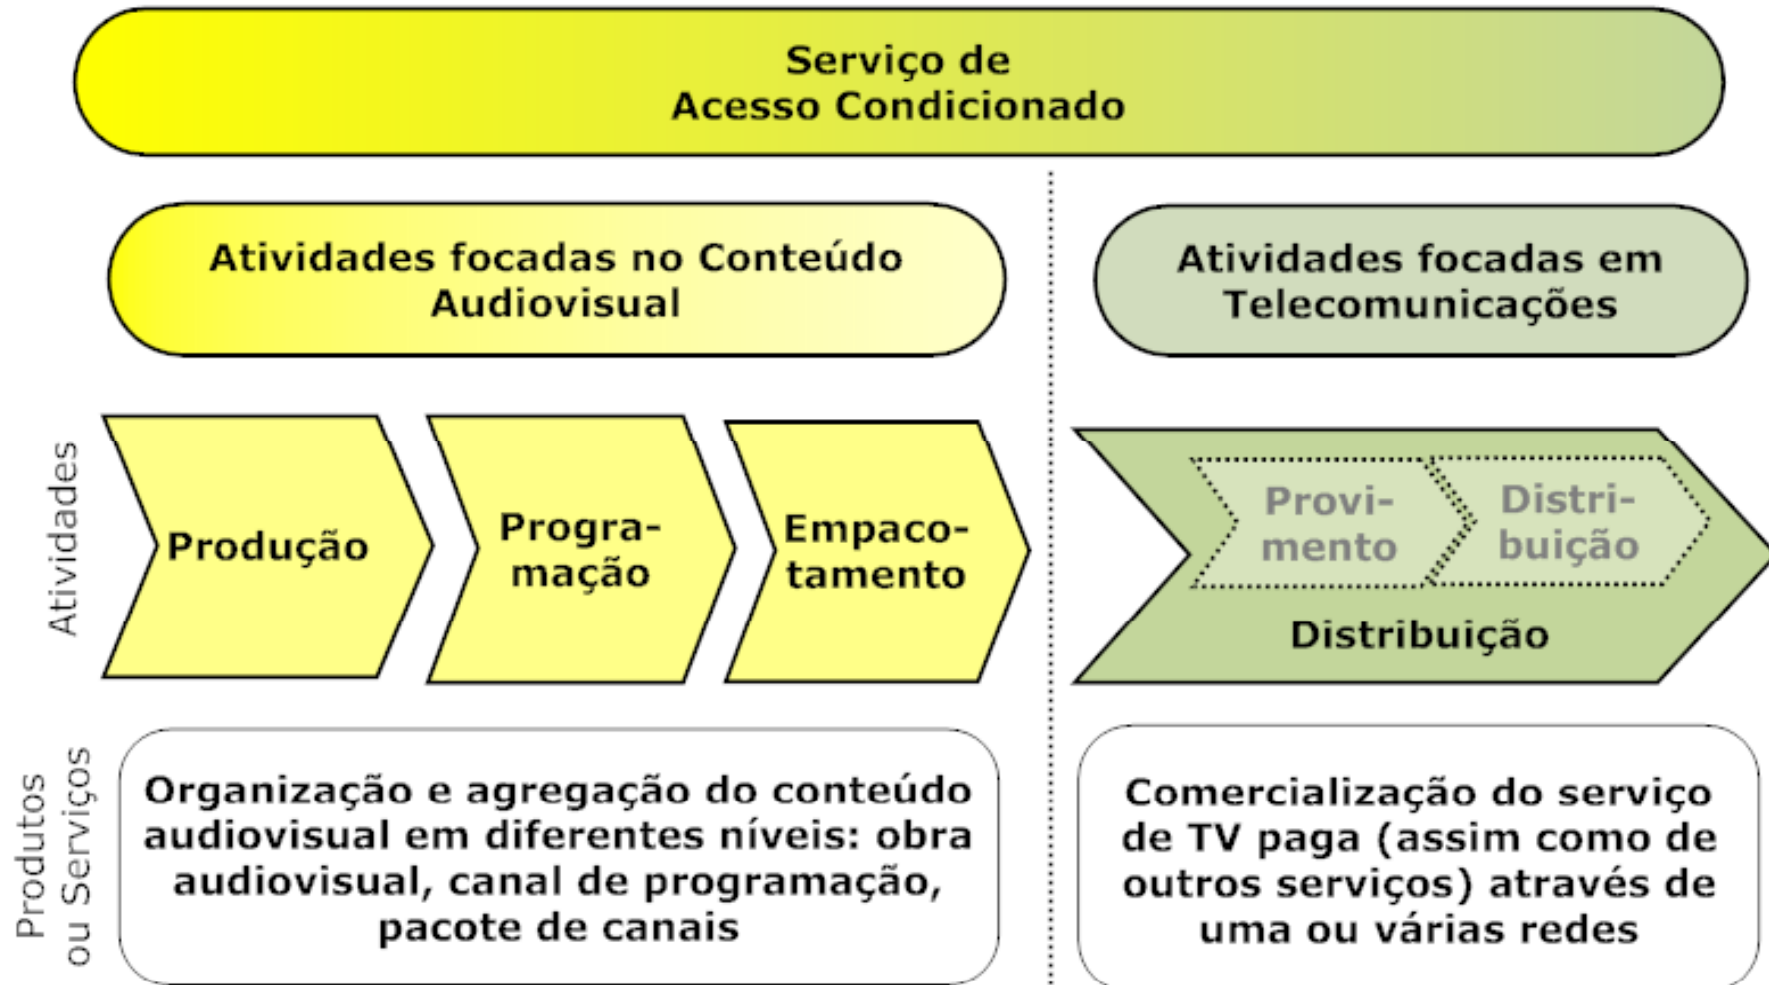 Serviço de
Acesso Condicionado
Atividades focadas no Conteúdo
Audiovisual
Atividades focadas em
Telecomunicações
Atividades
Produção
Progra-
mação
Empaco-
tamento
Provi-
mento
Distri-
buição
Distribuição
Produtos
ou Serviços
Organização e agregação do conteúdo
audiovisual em diferentes níveis: obra
audiovisual, canal de programação,
pacote de canais
Comercialização do serviço
de TV paga (assim como de
outros serviços) através de
uma ou várias redes